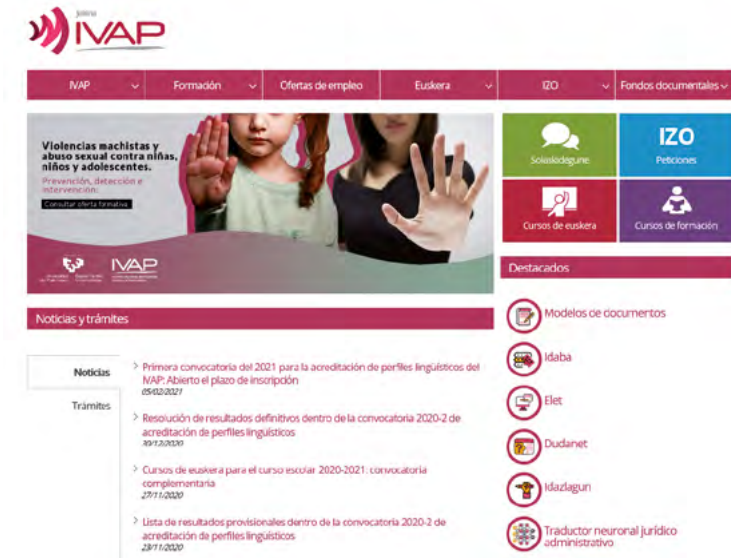 IVAP
IVAP
Formación
Ofertas de empleo
Euskera
IZO
Fondos documentales
Violencias machistas y
abuso sexual contra niñas,
niños y adolescentes.
Prevención, detección e
intervención:
Consultar oferta formativa
IVAP
Solaslodegune
IZO
Peticiones
Cursos de euskera
Cursos de formación
Destacados
Modelos de documentos
Idaba
Elet
Dudanet
Idazlagun
Traductor neuronal jurídico
administrativo
Noticias y trámites
Noticias
Trámites
Primera convocatoria del 2021 para la acreditación de perfiles lingüísticos del
IVAP: Abierto el plazo de inscripción
05/02/2021
Resolución de resultados definitivos dentro de la convocatoria 2020-2 de
acreditación de perfiles lingüísticos
10/12/2020
Cursos de euskera para el curso escolar 2020-2021: convocatoria
complementaria
27/11/2020
Lista de resultados provisionales dentro de la convocatoria 2020-2 de
acreditación de perfiles lingüísticos
23/11/2020